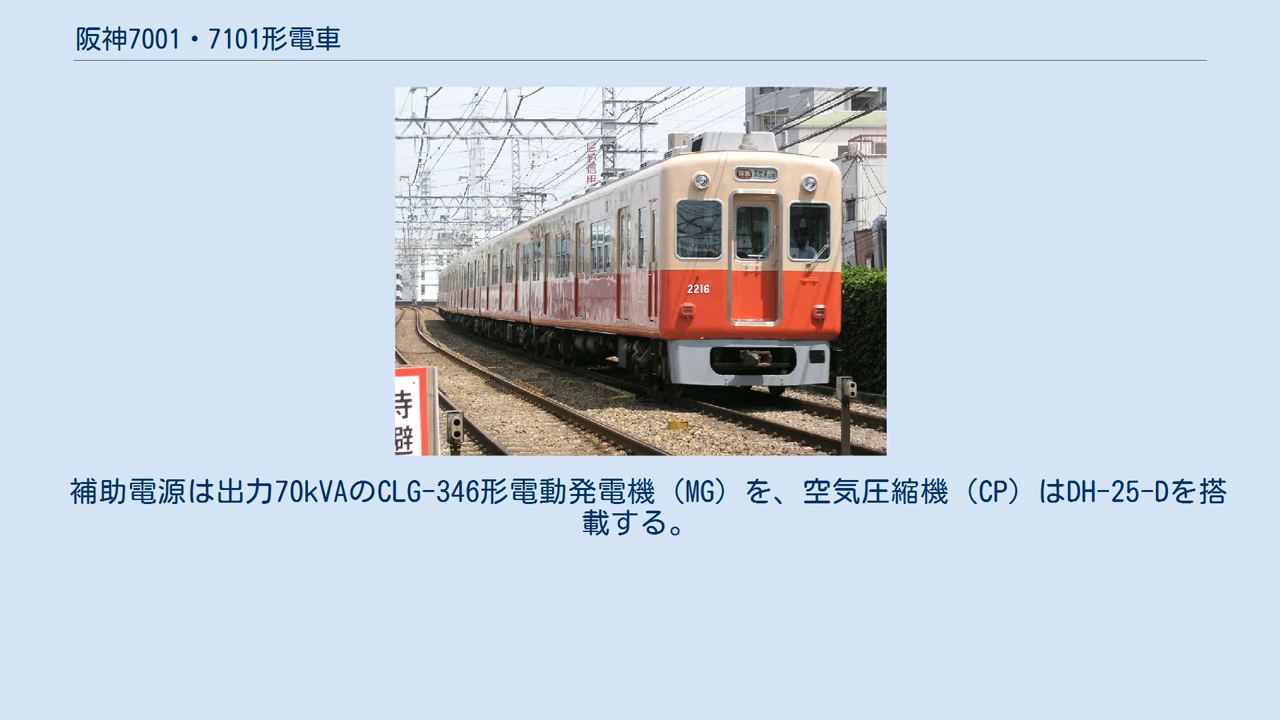 阪神7001・7101形電車
2216
待
避
補助電源は出力70kVAのCLG-346形電動発電機（MG）を、空気圧縮機（CP）はDH-25-Dを搭
載する。